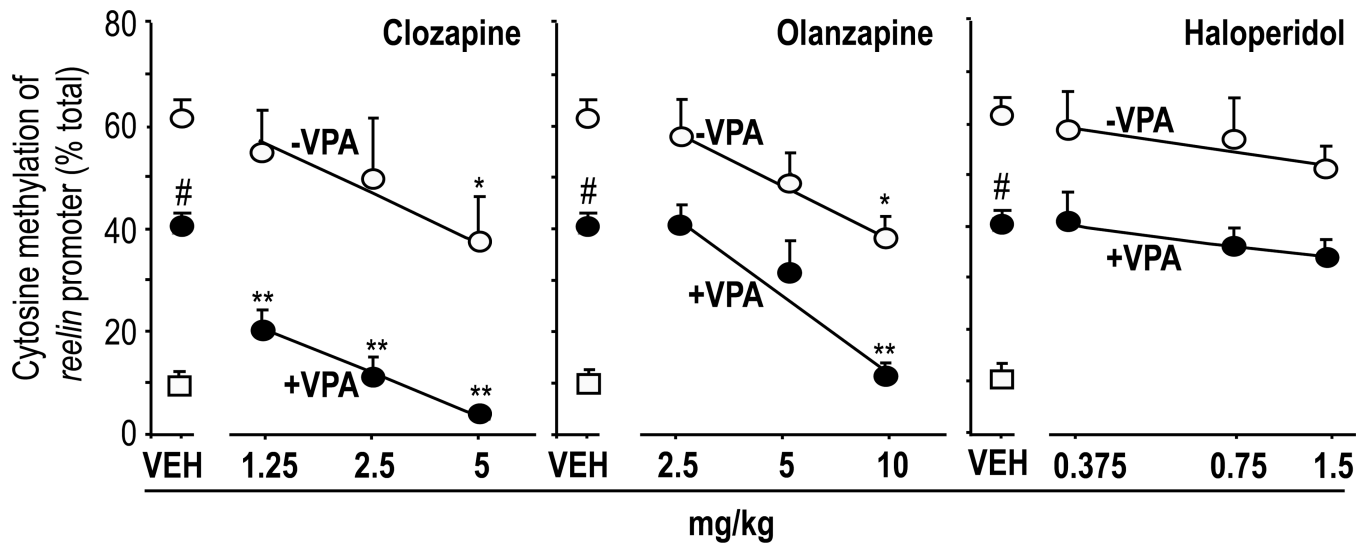 Cytosine methylation of
reelin promoter (% total)
80
60
40
20
0
Clozapine
-VPA
*
#
**
**
**
+VPA
VEH 1.25 2.5 5
Olanzapine
-VPA
*
#
+VPA
**
VEH 2.5 5 10
Haloperidol
-VPA
#
+VPA
VEH 0.375 0.75 1.5
mg/kg